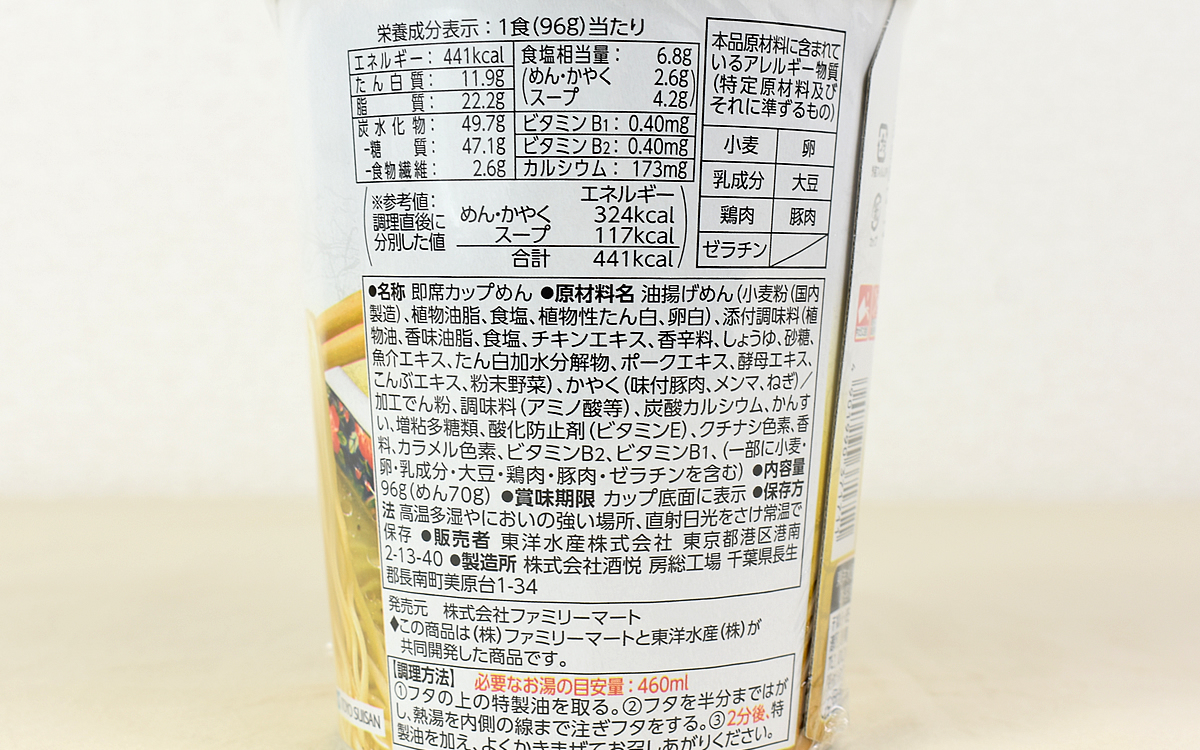 栄養成分表示：1食(96g)当たり
エネルギー：441kcal
たん白質：11.9g
脂質：22.2g
炭水化物：49.7g
-糖質：47.1g
-食物繊維：2.6g
食塩相当量：6.8g
(めん・かやく 2.6g
スープ 4.2g)
ビタミンB1：0.40mg
ビタミンB2：0.40mg
カルシウム：173mg
※参考値：
調理直後に
分別した値
エネルギー
めん・かやく 324kcal
スープ 117kcal
合計 441kcal
本品原材料に含まれて
いるアレルギー物質
(特定原材料及び
それに準ずるもの)
小麦 卵
乳成分 大豆
鶏肉 豚肉
ゼラチン
●名称 即席カップめん ●原材料名 油揚げめん(小麦粉(国内
製造)、植物油脂、食塩、植物性たん白、卵白)、添付調味料(植
物油、香味油脂、食塩、チキンエキス、香辛料、しょうゆ、砂糖、
魚介エキス、たん白加水分解物、ポークエキス、酵母エキス、
こんぶエキス、粉末野菜)、かやく(味付豚肉、メンマ、ねぎ)／
加工でん粉、調味料(アミノ酸等)、炭酸カルシウム、かんす
い、増粘多糖類、酸化防止剤(ビタミンE)、クチナシ色素、香
料、カラメル色素、ビタミンB2、ビタミンB1、(一部に小麦・
卵・乳成分・大豆・鶏肉・豚肉・ゼラチンを含む) ●内容量
96g(めん70g) ●賞味期限 カップ底面に表示 ●保存方
法 高温多湿やにおいの強い場所、直射日光をさけ常温で
保存 ●販売者 東洋水産株式会社 東京都港区港南
2-13-40 ●製造所 株式会社酒悦 房総工場 千葉県長生
郡長南町美原台1-34
発売元 株式会社ファミリーマート
◆この商品は(株)ファミリーマートと東洋水産(株)が
共同開発した商品です。
【調理方法】 必要なお湯の目安量：460ml
①フタの上の特製油を取る。②フタを半分まではが
し、熱湯を内側の線まで注ぎフタをする。③2分後、特
製油を加え、よくかきまぜてお召しあがりください。
TOYO SUISAN